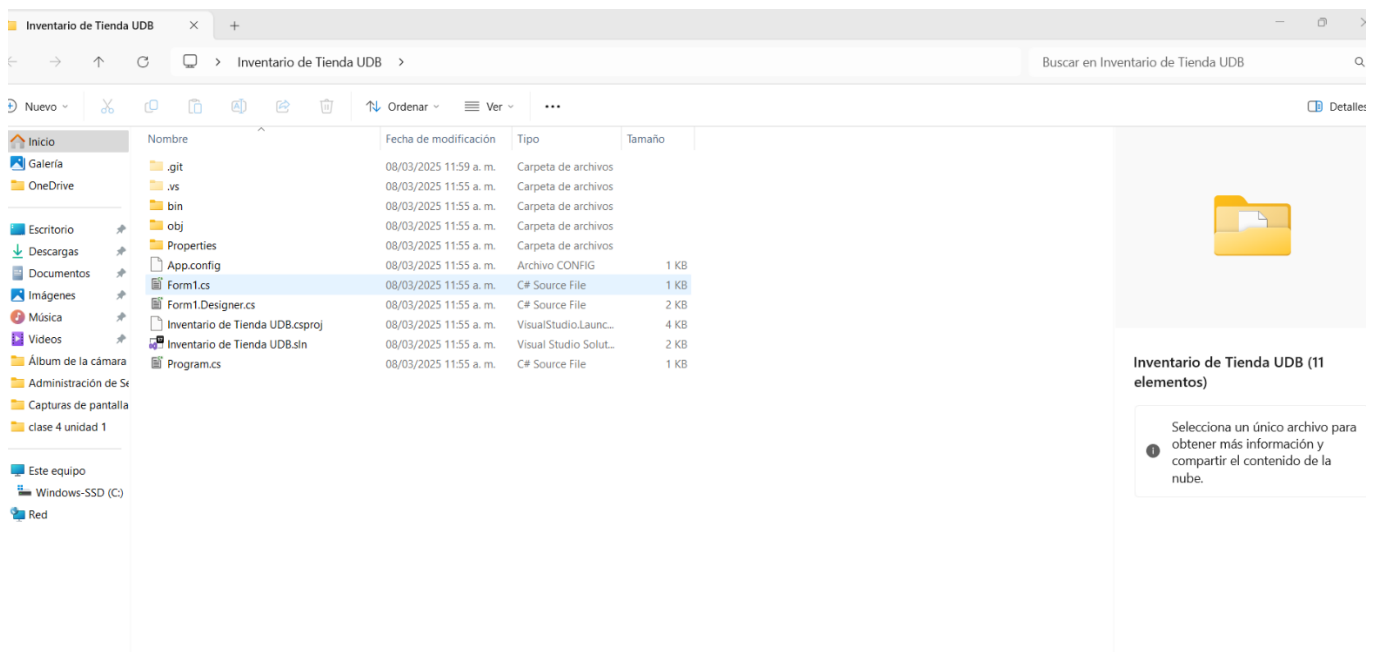 Inventario de Tienda UDB
Inventario de Tienda UDB
Buscar en Inventario de Tienda UDB
Nuevo
Ordenar
Ver
Detalles
Inicio
Galería
OneDrive
Escritorio
Descargas
Documentos
Imágenes
Música
Videos
Álbum de la cámara
Administración de Se
Capturas de pantalla
clase 4 unidad 1
Este equipo
Windows-SSD (C:)
Red
Nombre Fecha de modificación Tipo Tamaño
.git 08/03/2025 11:59 a. m. Carpeta de archivos
.vs 08/03/2025 11:55 a. m. Carpeta de archivos
bin 08/03/2025 11:55 a. m. Carpeta de archivos
obj 08/03/2025 11:55 a. m. Carpeta de archivos
Properties 08/03/2025 11:55 a. m. Carpeta de archivos
App.config 08/03/2025 11:55 a. m. Archivo CONFIG 1 KB
Form1.cs 08/03/2025 11:55 a. m. C# Source File 1 KB
Form1.Designer.cs 08/03/2025 11:55 a. m. C# Source File 2 KB
Inventario de Tienda UDB.csproj 08/03/2025 11:55 a. m. VisualStudio.Launc... 4 KB
Inventario de Tienda UDB.sln 08/03/2025 11:55 a. m. Visual Studio Solut... 2 KB
Program.cs 08/03/2025 11:55 a. m. C# Source File 1 KB
Inventario de Tienda UDB (11
elementos)
Selecciona un único archivo para
obtener más información y
compartir el contenido de la
nube.